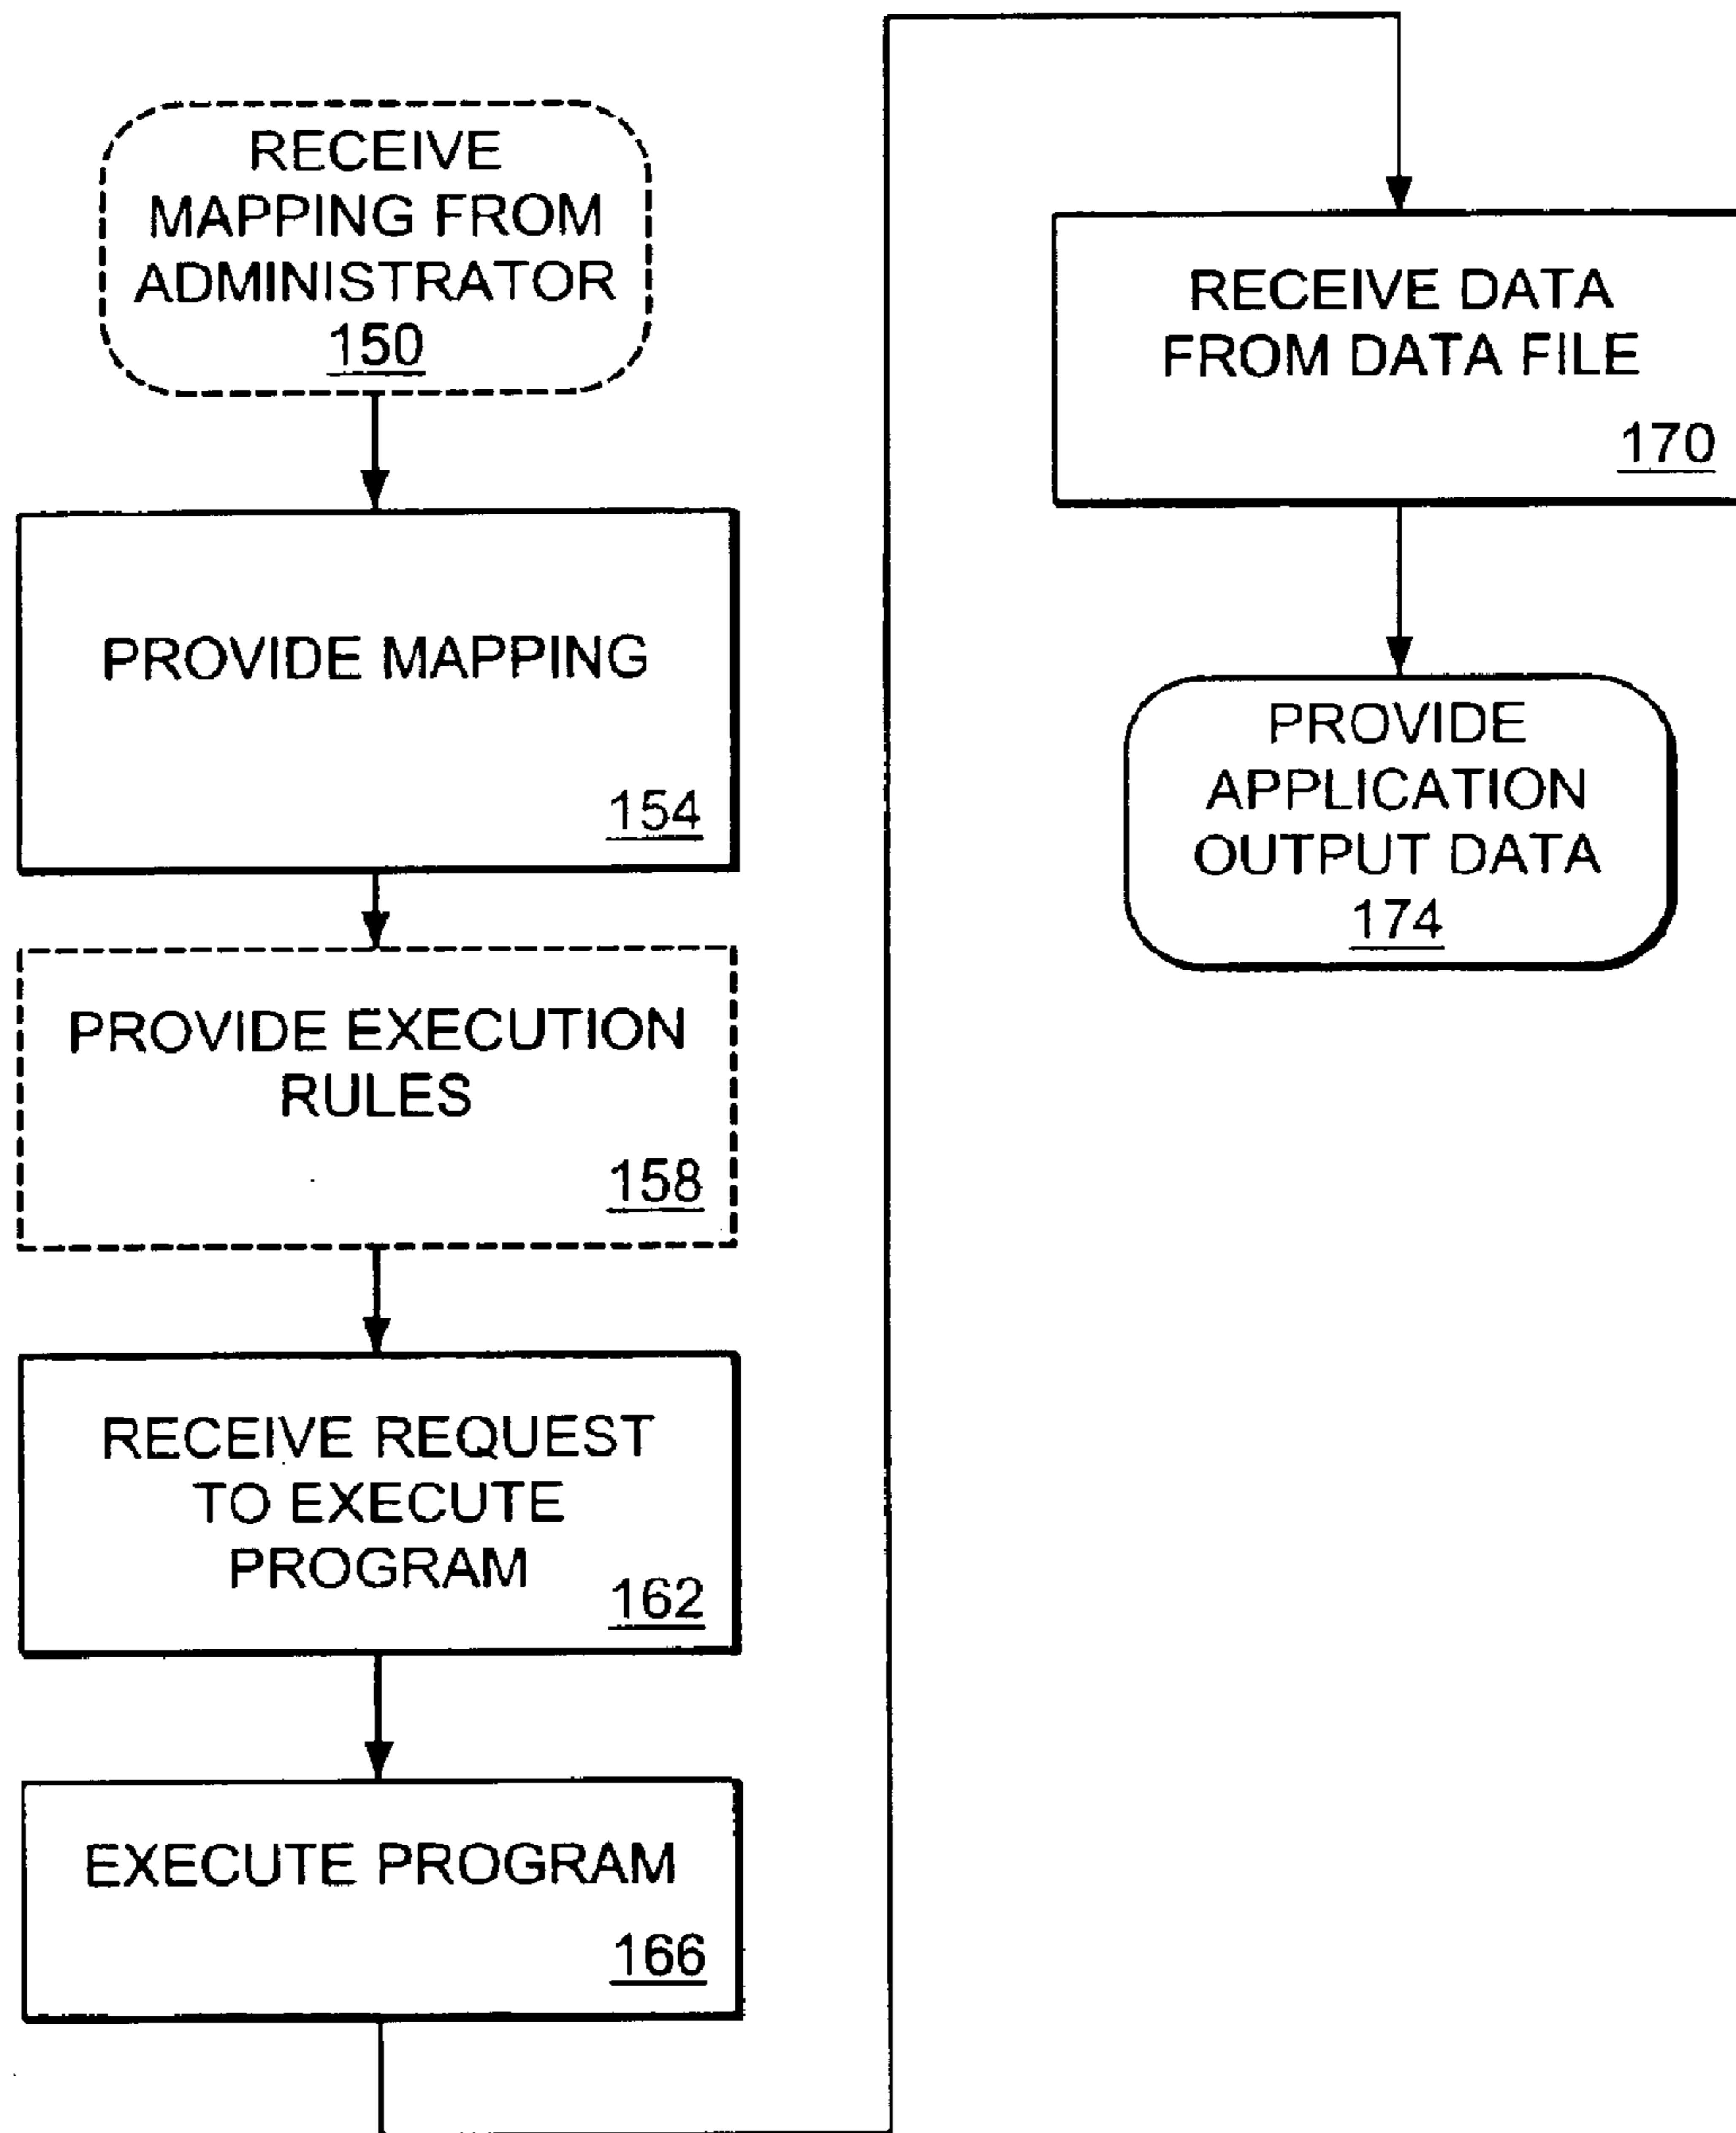 RECEIVE
MAPPING FROM
ADMINISTRATOR
150
PROVIDE MAPPING
154
PROVIDE EXECUTION
RULES
158
RECEIVE REQUEST
TO EXECUTE
PROGRAM
162
EXECUTE PROGRAM
166
RECEIVE DATA
FROM DATA FILE
170
PROVIDE
APPLICATION
OUTPUT DATA
174